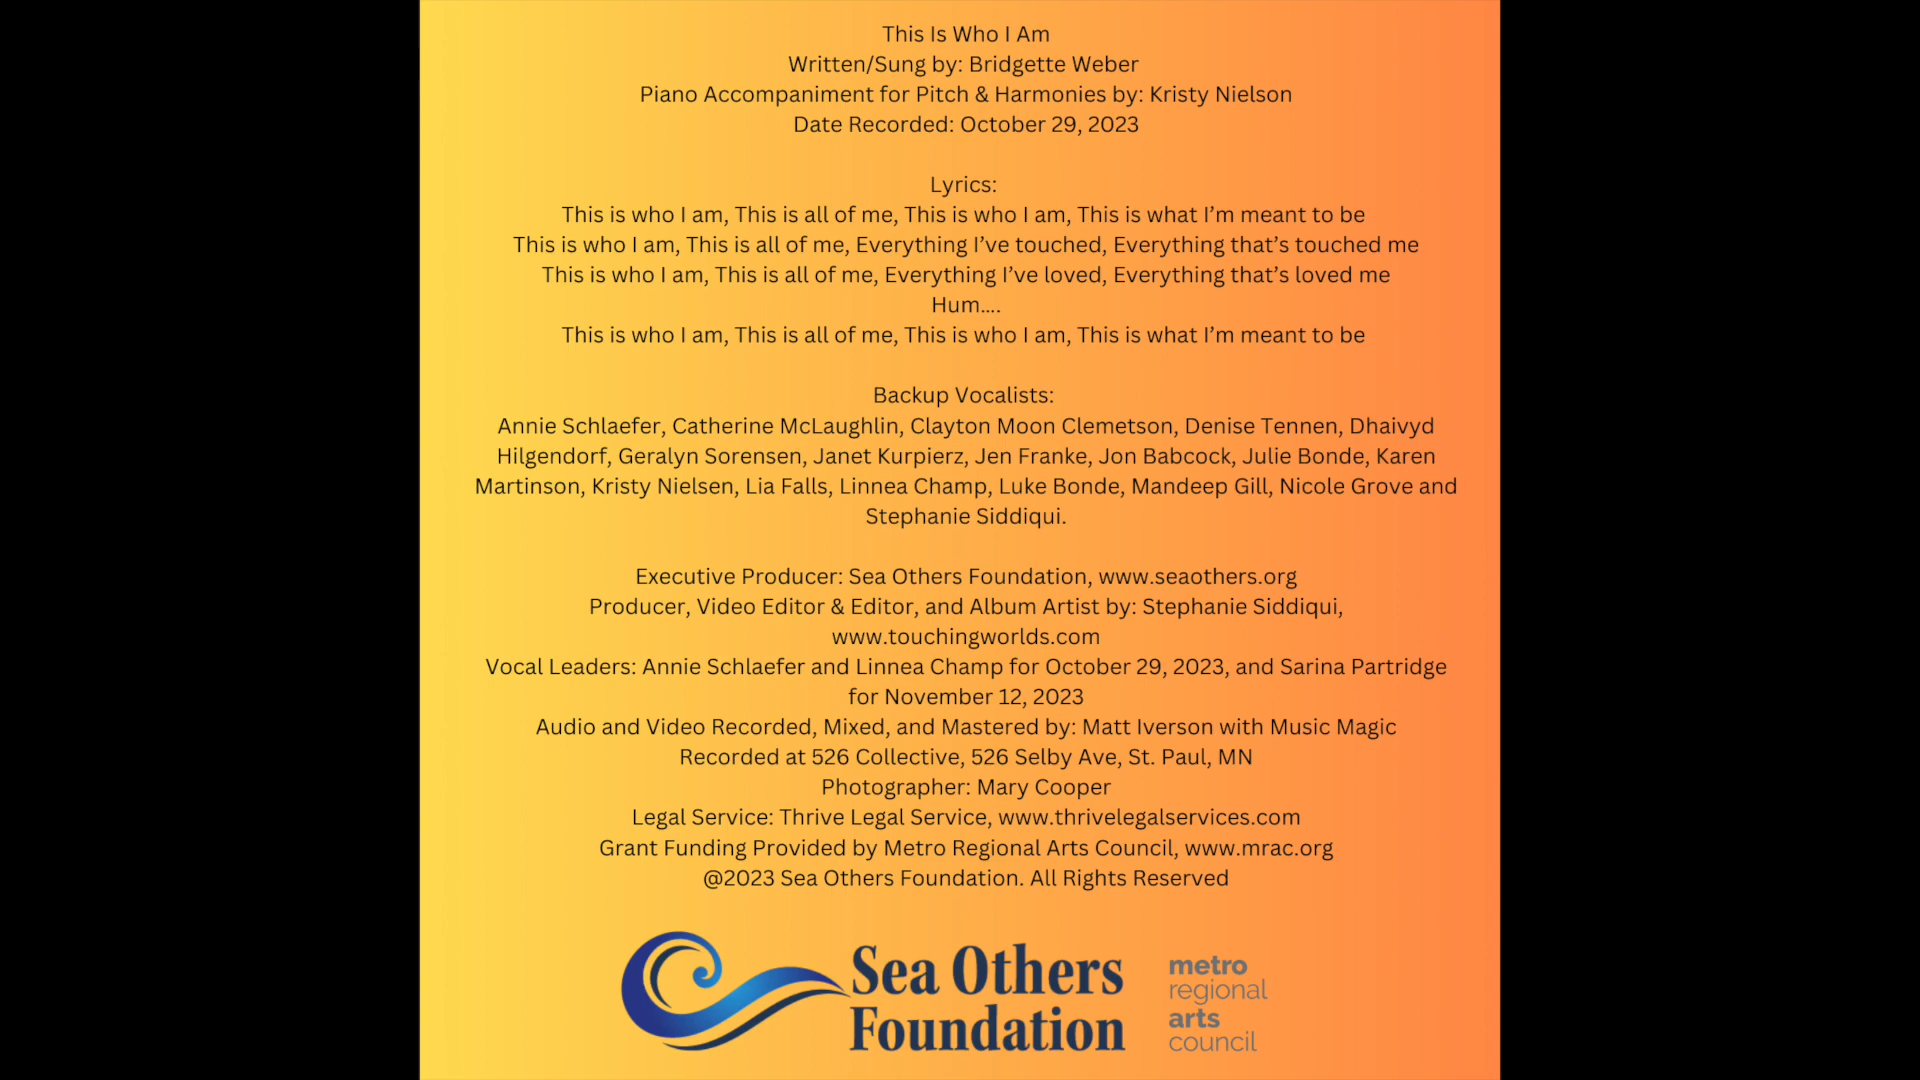 This Is Who I Am
Written/Sung by: Bridgette Weber
Piano Accompaniment for Pitch & Harmonies by: Kristy Nielson
Date Recorded: October 29, 2023
Lyrics:
This is who I am, This is all of me, This is who I am, This is what I’m meant to be
This is who I am, This is all of me, Everything I’ve touched, Everything that’s touched me
This is who I am, This is all of me, Everything I’ve loved, Everything that’s loved me
Hum....
This is who I am, This is all of me, This is who I am, This is what I’m meant to be
Backup Vocalists:
Annie Schlaefer, Catherine McLaughlin, Clayton Moon Clemetson, Denise Tennen, Dhaivyd
Hilgendorf, Geralyn Sorensen, Janet Kurpierz, Jen Franke, Jon Babcock, Julie Bonde, Karen
Martinson, Kristy Nielsen, Lia Falls, Linnea Champ, Luke Bonde, Mandeep Gill, Nicole Grove and
Stephanie Siddiqui.
Executive Producer: Sea Others Foundation, www.seaothers.org
Producer, Video Editor & Editor, and Album Artist by: Stephanie Siddiqui,
www.touchingworlds.com
Vocal Leaders: Annie Schlaefer and Linnea Champ for October 29, 2023, and Sarina Partridge
for November 12, 2023
Audio and Video Recorded, Mixed, and Mastered by: Matt Iverson with Music Magic
Recorded at 526 Collective, 526 Selby Ave, St. Paul, MN
Photographer: Mary Cooper
Legal Service: Thrive Legal Service, www.thrivelegalservices.com
Grant Funding Provided by Metro Regional Arts Council, www.mrac.org
@2023 Sea Others Foundation. All Rights Reserved
Sea Others
Foundation
metro
regional
arts
council